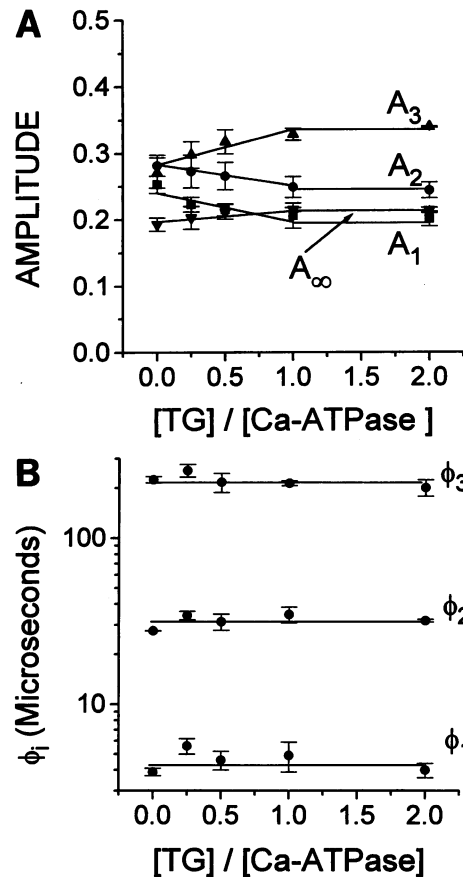 A
AMPLITUDE
0.5
0.4
0.3
0.2
0.1
0.0
A₃
A₂
A∞
A₁
0.0 0.5 1.0 1.5 2.0
[TG] / [Ca-ATPase ]
B
ϕᵢ (Microseconds)
100
10
ϕ₃
ϕ₂
ϕ₁
0.0 0.5 1.0 1.5 2.0
[TG] / [Ca-ATPase]